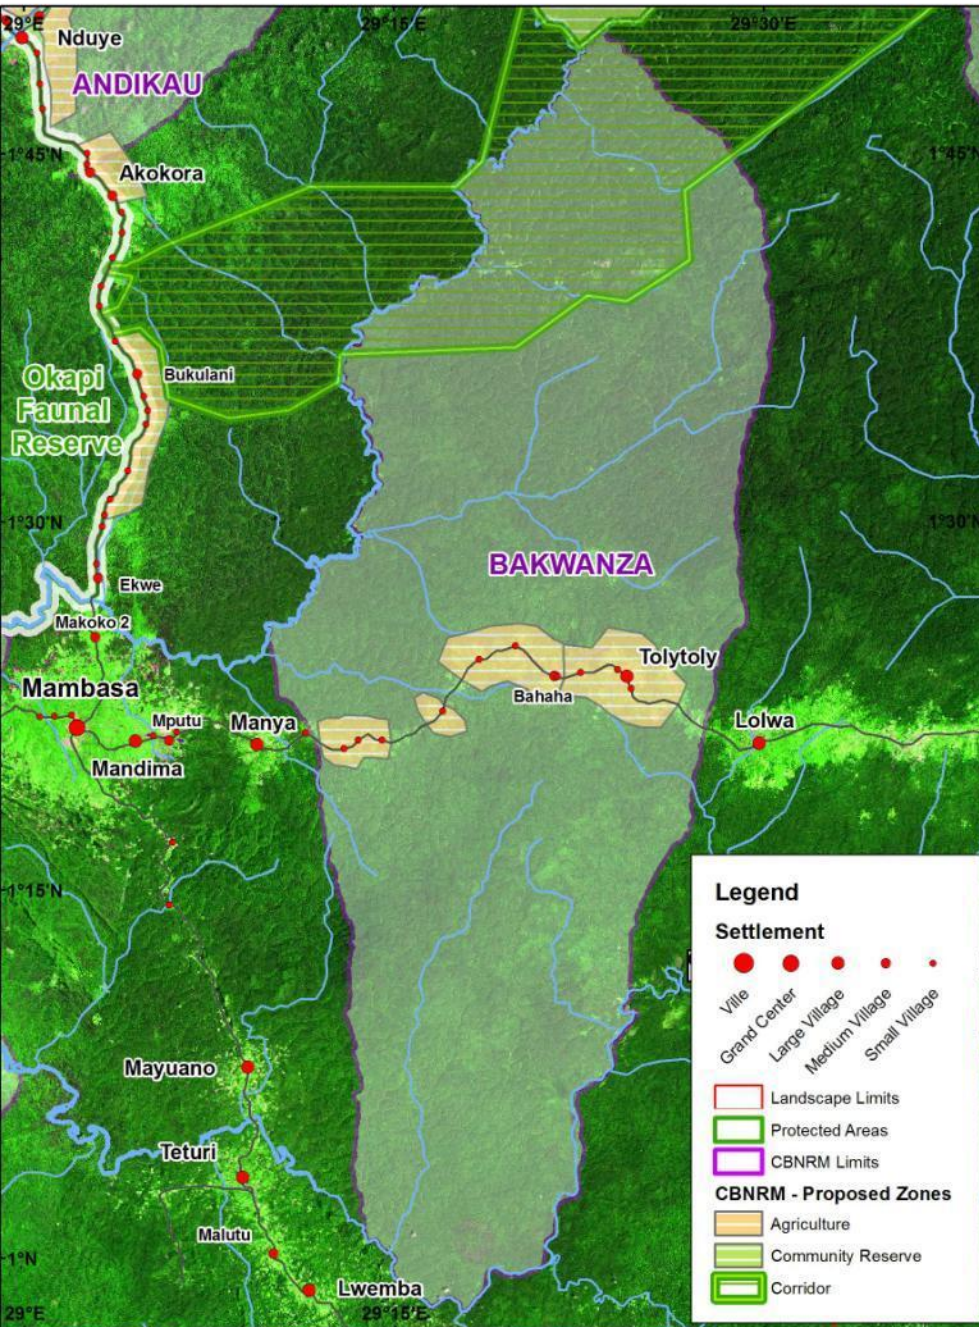 29°E
29°15'E
29°30'E
Nduye
ANDIKAU
1°45'N
1°45'N
Akokora
Okapi
Faunal
Reserve
Bukulani
1°30'N
1°30'N
BAKWANZA
Ekwe
Makoko 2
Mambasa
Mputu
Manya
Tolytoly
Bahaha
Lolwa
Mandima
1°15'N
Mayuano
Teturi
Malutu
1°N
Lwemba
29°E
29°15'E
Legend
Settlement
Ville
Grand Center
Large Village
Medium Village
Small Village
Landscape Limits
Protected Areas
CBNRM Limits
CBNRM - Proposed Zones
Agriculture
Community Reserve
Corridor